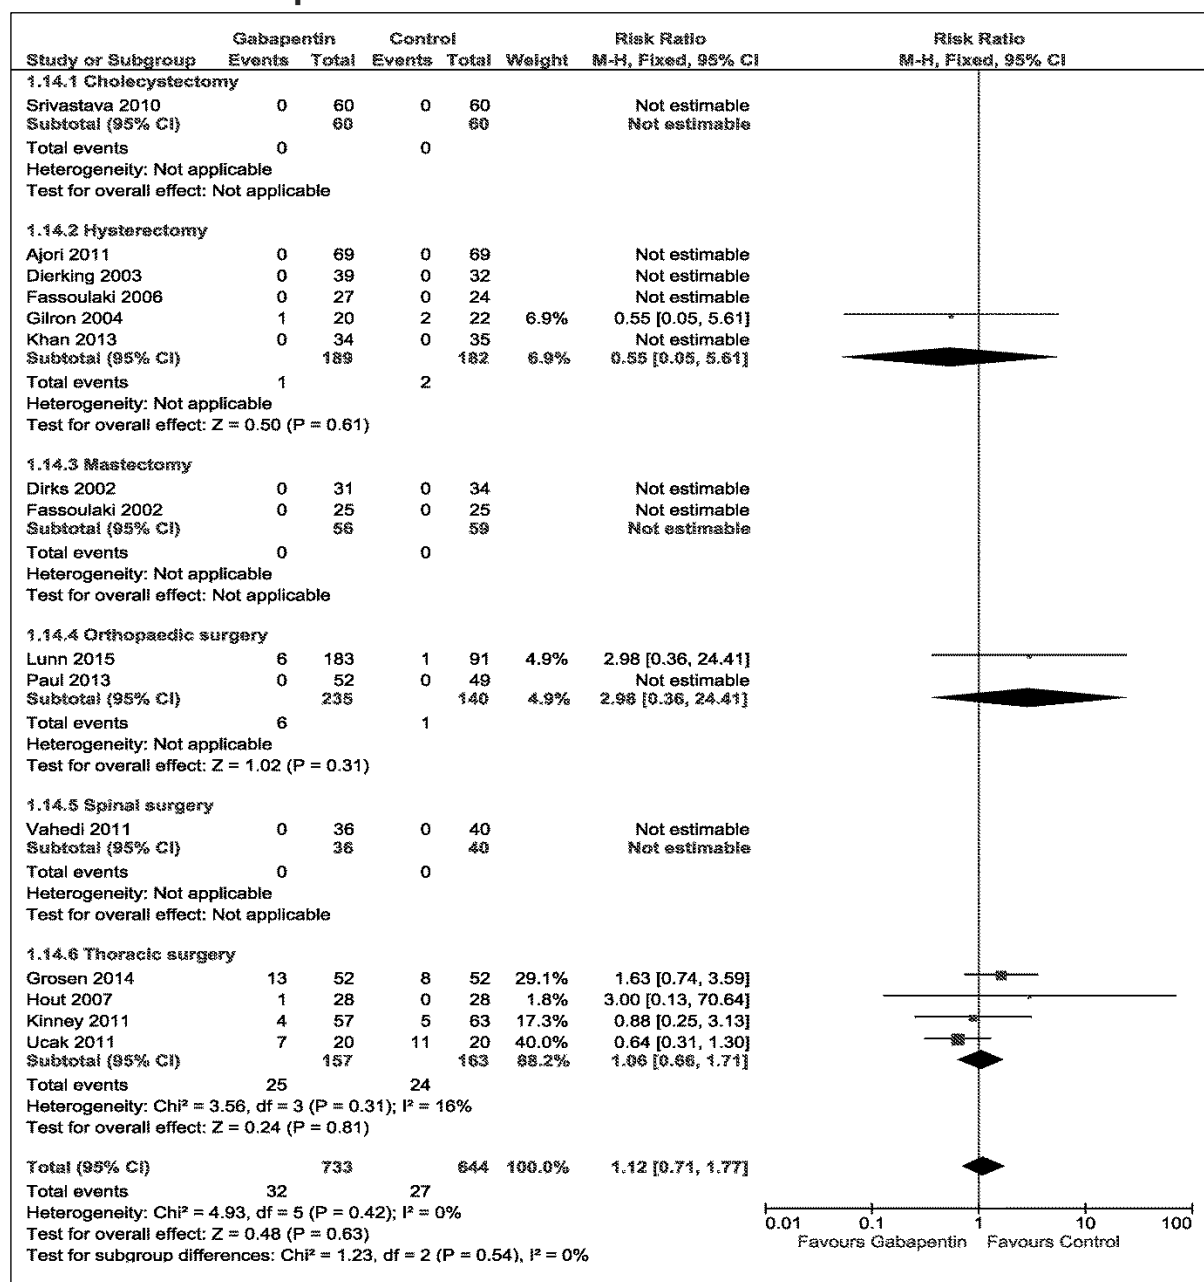 Gabapentin Control Risk Ratio Risk Ratio
Study or Subgroup Events Total Events Total Weight M-H, Fixed, 95% CI M-H, Fixed, 95% CI
1.14.1 Cholecystectomy
Srivastava 2010 0 60 0 60 Not estimable
Subtotal (95% CI) 60 60 Not estimable
Total events 0 0
Heterogeneity: Not applicable
Test for overall effect: Not applicable
1.14.2 Hysterectomy
Ajori 2011 0 69 0 69 Not estimable
Dierking 2003 0 39 0 32 Not estimable
Fassoulaki 2006 0 27 0 24 Not estimable
Gilron 2004 1 20 2 22 6.9% 0.55 [0.05, 5.61]
Khan 2013 0 34 0 35 Not estimable
Subtotal (95% CI) 189 182 6.9% 0.55 [0.05, 5.61]
Total events 1 2
Heterogeneity: Not applicable
Test for overall effect: Z = 0.50 (P = 0.61)
1.14.3 Mastectomy
Dirks 2002 0 31 0 34 Not estimable
Fassoulaki 2002 0 25 0 25 Not estimable
Subtotal (95% CI) 56 59 Not estimable
Total events 0 0
Heterogeneity: Not applicable
Test for overall effect: Not applicable
1.14.4 Orthopaedic surgery
Lunn 2015 6 183 1 91 4.9% 2.98 [0.36, 24.41]
Paul 2013 0 52 0 49 Not estimable
Subtotal (95% CI) 235 140 4.9% 2.98 [0.36, 24.41]
Total events 6 1
Heterogeneity: Not applicable
Test for overall effect: Z = 1.02 (P = 0.31)
1.14.5 Spinal surgery
Vahedi 2011 0 36 0 40 Not estimable
Subtotal (95% CI) 36 40 Not estimable
Total events 0 0
Heterogeneity: Not applicable
Test for overall effect: Not applicable
1.14.6 Thoracic surgery
Grosen 2014 13 52 8 52 29.1% 1.63 [0.74, 3.59]
Hout 2007 1 28 0 28 1.8% 3.00 [0.13, 70.64]
Kinney 2011 4 57 5 63 17.3% 0.88 [0.25, 3.13]
Ucak 2011 7 20 11 20 40.0% 0.64 [0.31, 1.30]
Subtotal (95% CI) 157 163 88.2% 1.06 [0.66, 1.71]
Total events 25 24
Heterogeneity: Chi² = 3.56, df = 3 (P = 0.31); I² = 16%
Test for overall effect: Z = 0.24 (P = 0.81)
Total (95% CI) 733 644 100.0% 1.12 [0.71, 1.77]
Total events 32 27
Heterogeneity: Chi² = 4.93, df = 5 (P = 0.42); I² = 0%
Test for overall effect: Z = 0.48 (P = 0.63)
Test for subgroup differences: Chi² = 1.23, df = 2 (P = 0.54), I² = 0%
0.01 0.1 1 10 100
Favours Gabapentin Favours Control